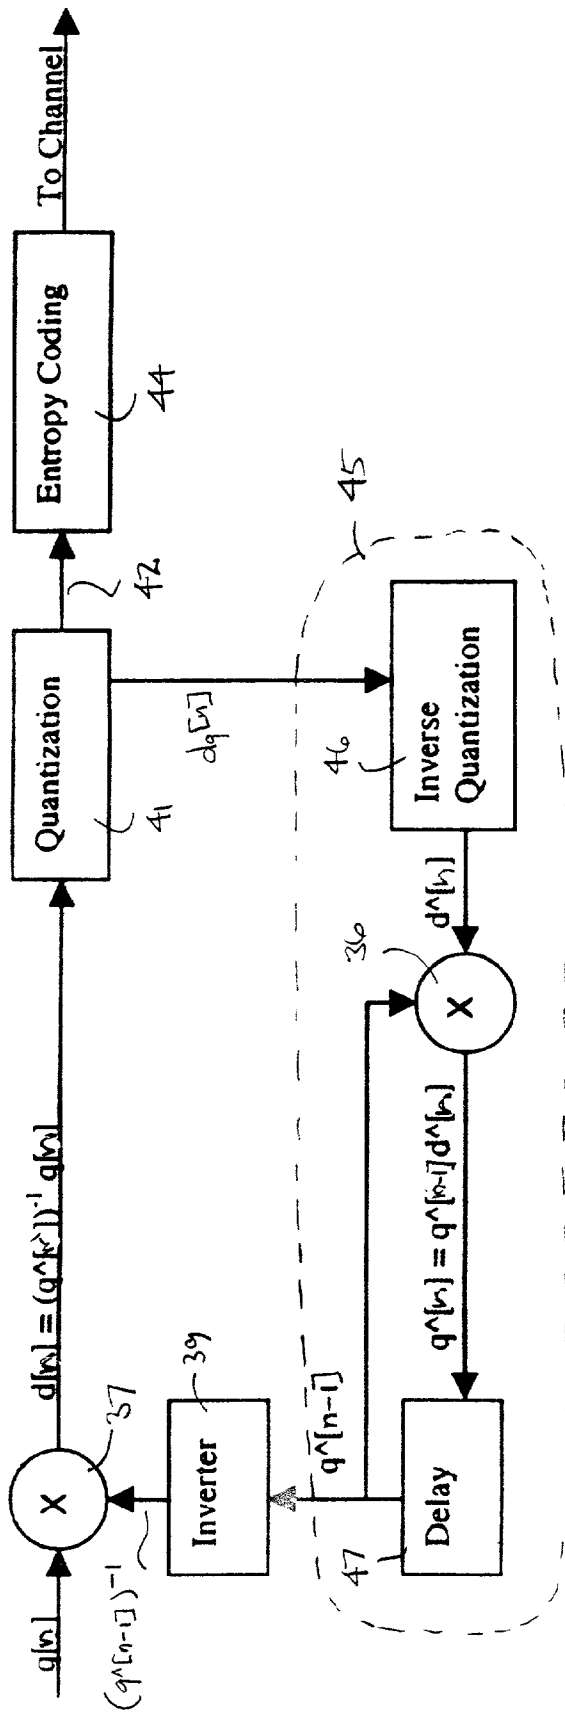 q[n]
X
37
d[n] = (q^[n])⁻¹ q[n]
Quantization
41
42
Entropy Coding
44
To Channel
(q^[n-1])⁻¹
Inverter
39
q^[n-1]
dq[n]
45
Delay
47
q^[n] = q^[n-1]d^[n]
X
36
d^[n]
Inverse
Quantization
46